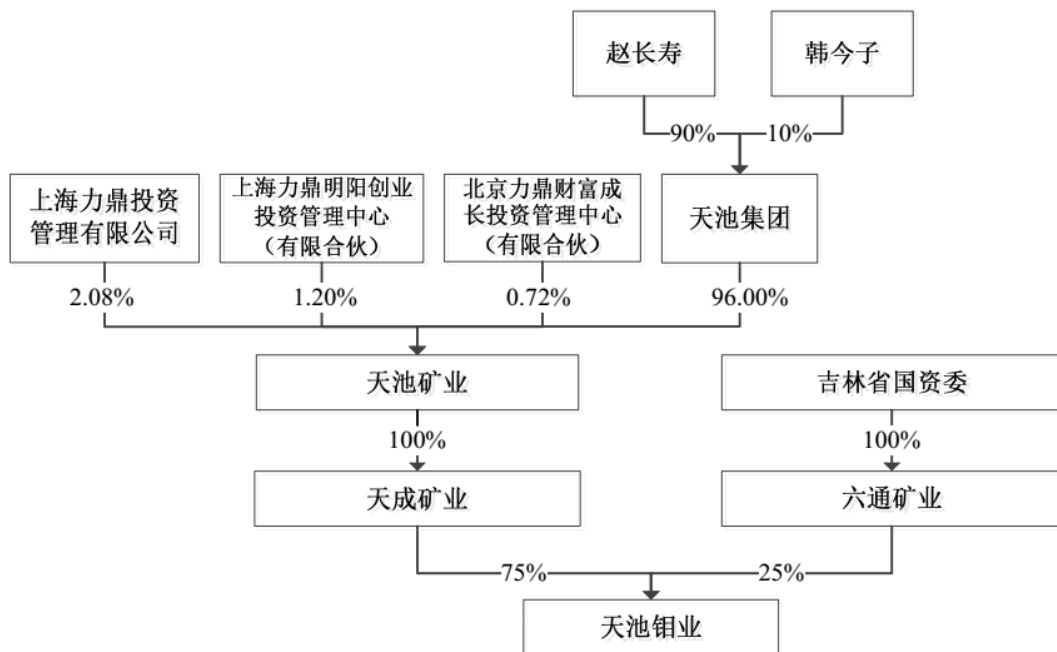 赵长寿
韩今子
90%
10%
上海力鼎投资
管理有限公司
上海力鼎明阳创业
投资管理中心
（有限合伙）
北京力鼎财富成
长投资管理中心
（有限合伙）
天池集团
2.08%
1.20%
0.72%
96.00%
天池矿业
吉林省国资委
100%
100%
天成矿业
六通矿业
75%
25%
天池钼业